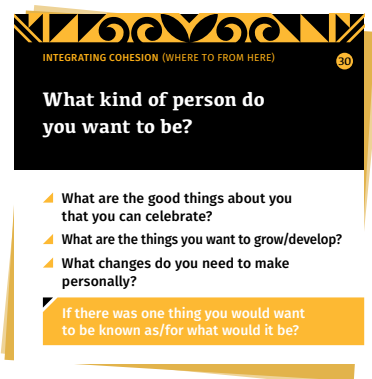 INTEGRATING COHESION (WHERE TO FROM HERE)
30
What kind of person do
you want to be?
What are the good things about you
that you can celebrate?
What are the things you want to grow/develop?
What changes do you need to make
personally?
If there was one thing you would want
to be known as/for what would it be?